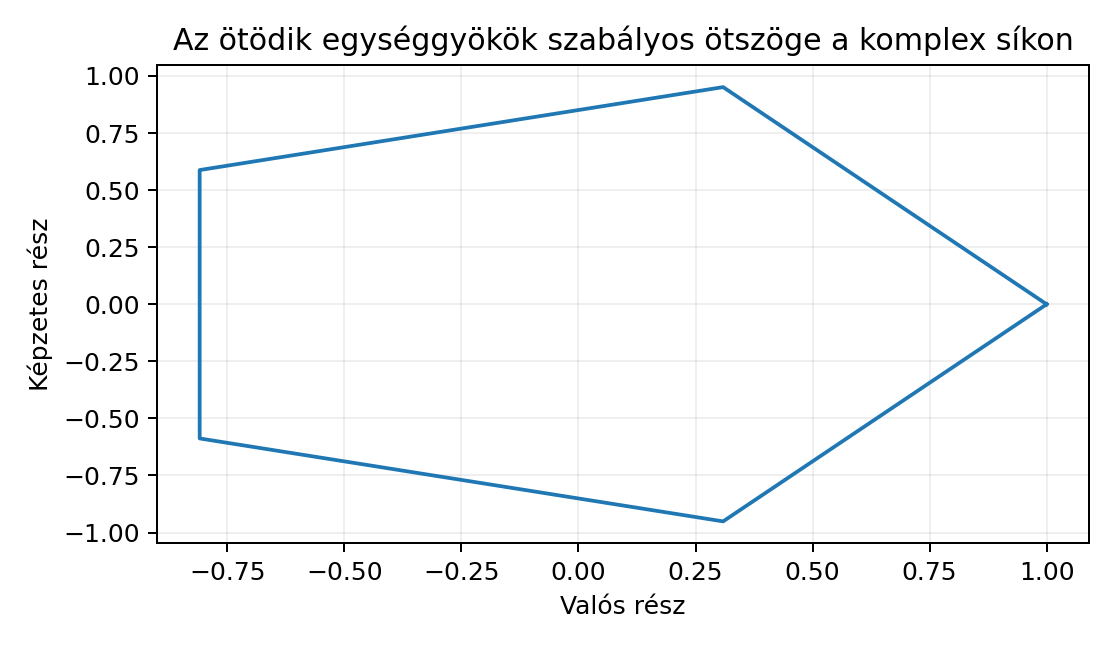 Az ötödik egységgyökök szabályos ötszöge a komplex síkon
1.00
0.75
0.50
0.25
0.00
−0.25
−0.50
−0.75
−1.00
Képzetes rész
−0.75 −0.50 −0.25 0.00 0.25 0.50 0.75 1.00
Valós rész